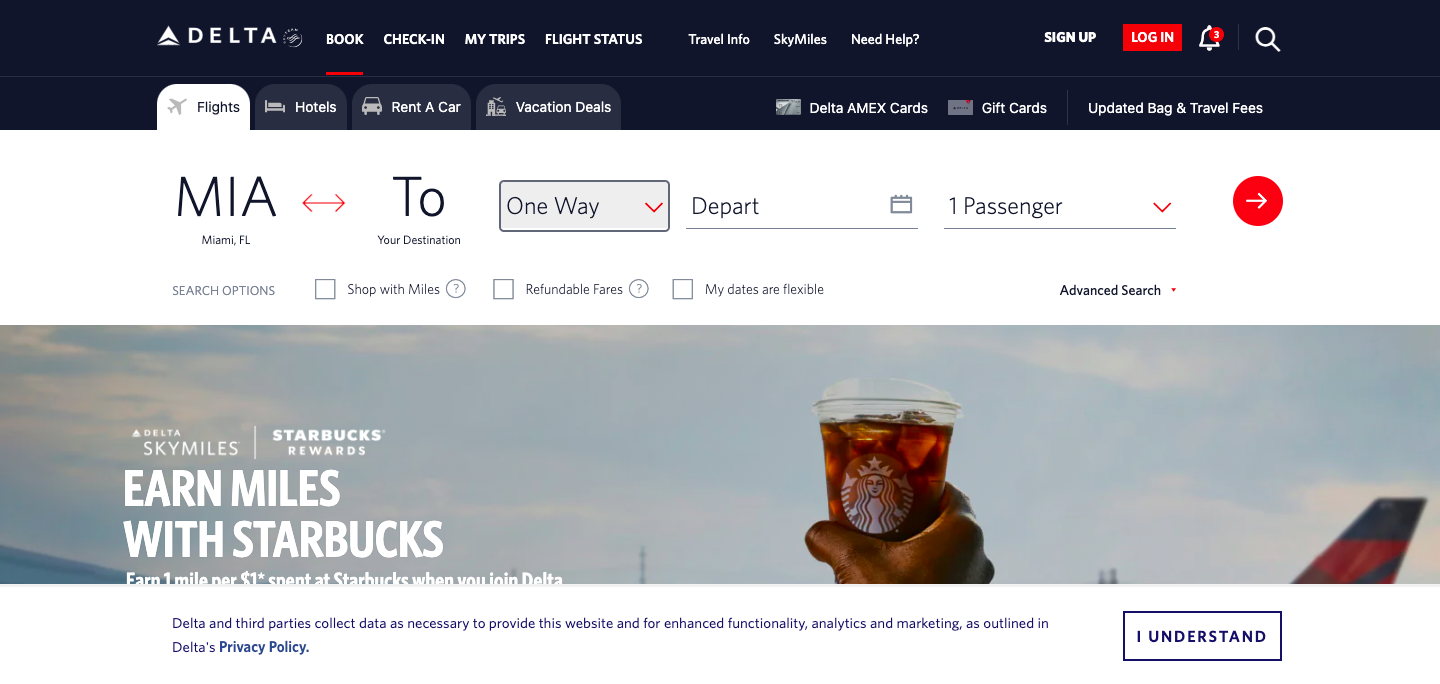 DELTA
BOOK CHECK-IN MY TRIPS FLIGHT STATUS Travel Info SkyMiles Need Help? SIGN UP LOG IN 3
Flights Hotels Rent A Car Vacation Deals Delta AMEX Cards Gift Cards Updated Bag & Travel Fees
MIA To One Way Depart 1 Passenger
Miami, FL Your Destination
SEARCH OPTIONS Shop with Miles ? Refundable Fares ? My dates are flexible Advanced Search
DELTA
SKYMILES STARBUCKS®
REWARDS
EARN MILES
WITH STARBUCKS
Earn 1 mile per $1* spent at Starbucks when you join Delta
Delta and third parties collect data as necessary to provide this website and for enhanced functionality, analytics and marketing, as outlined in
Delta's Privacy Policy.
I UNDERSTAND